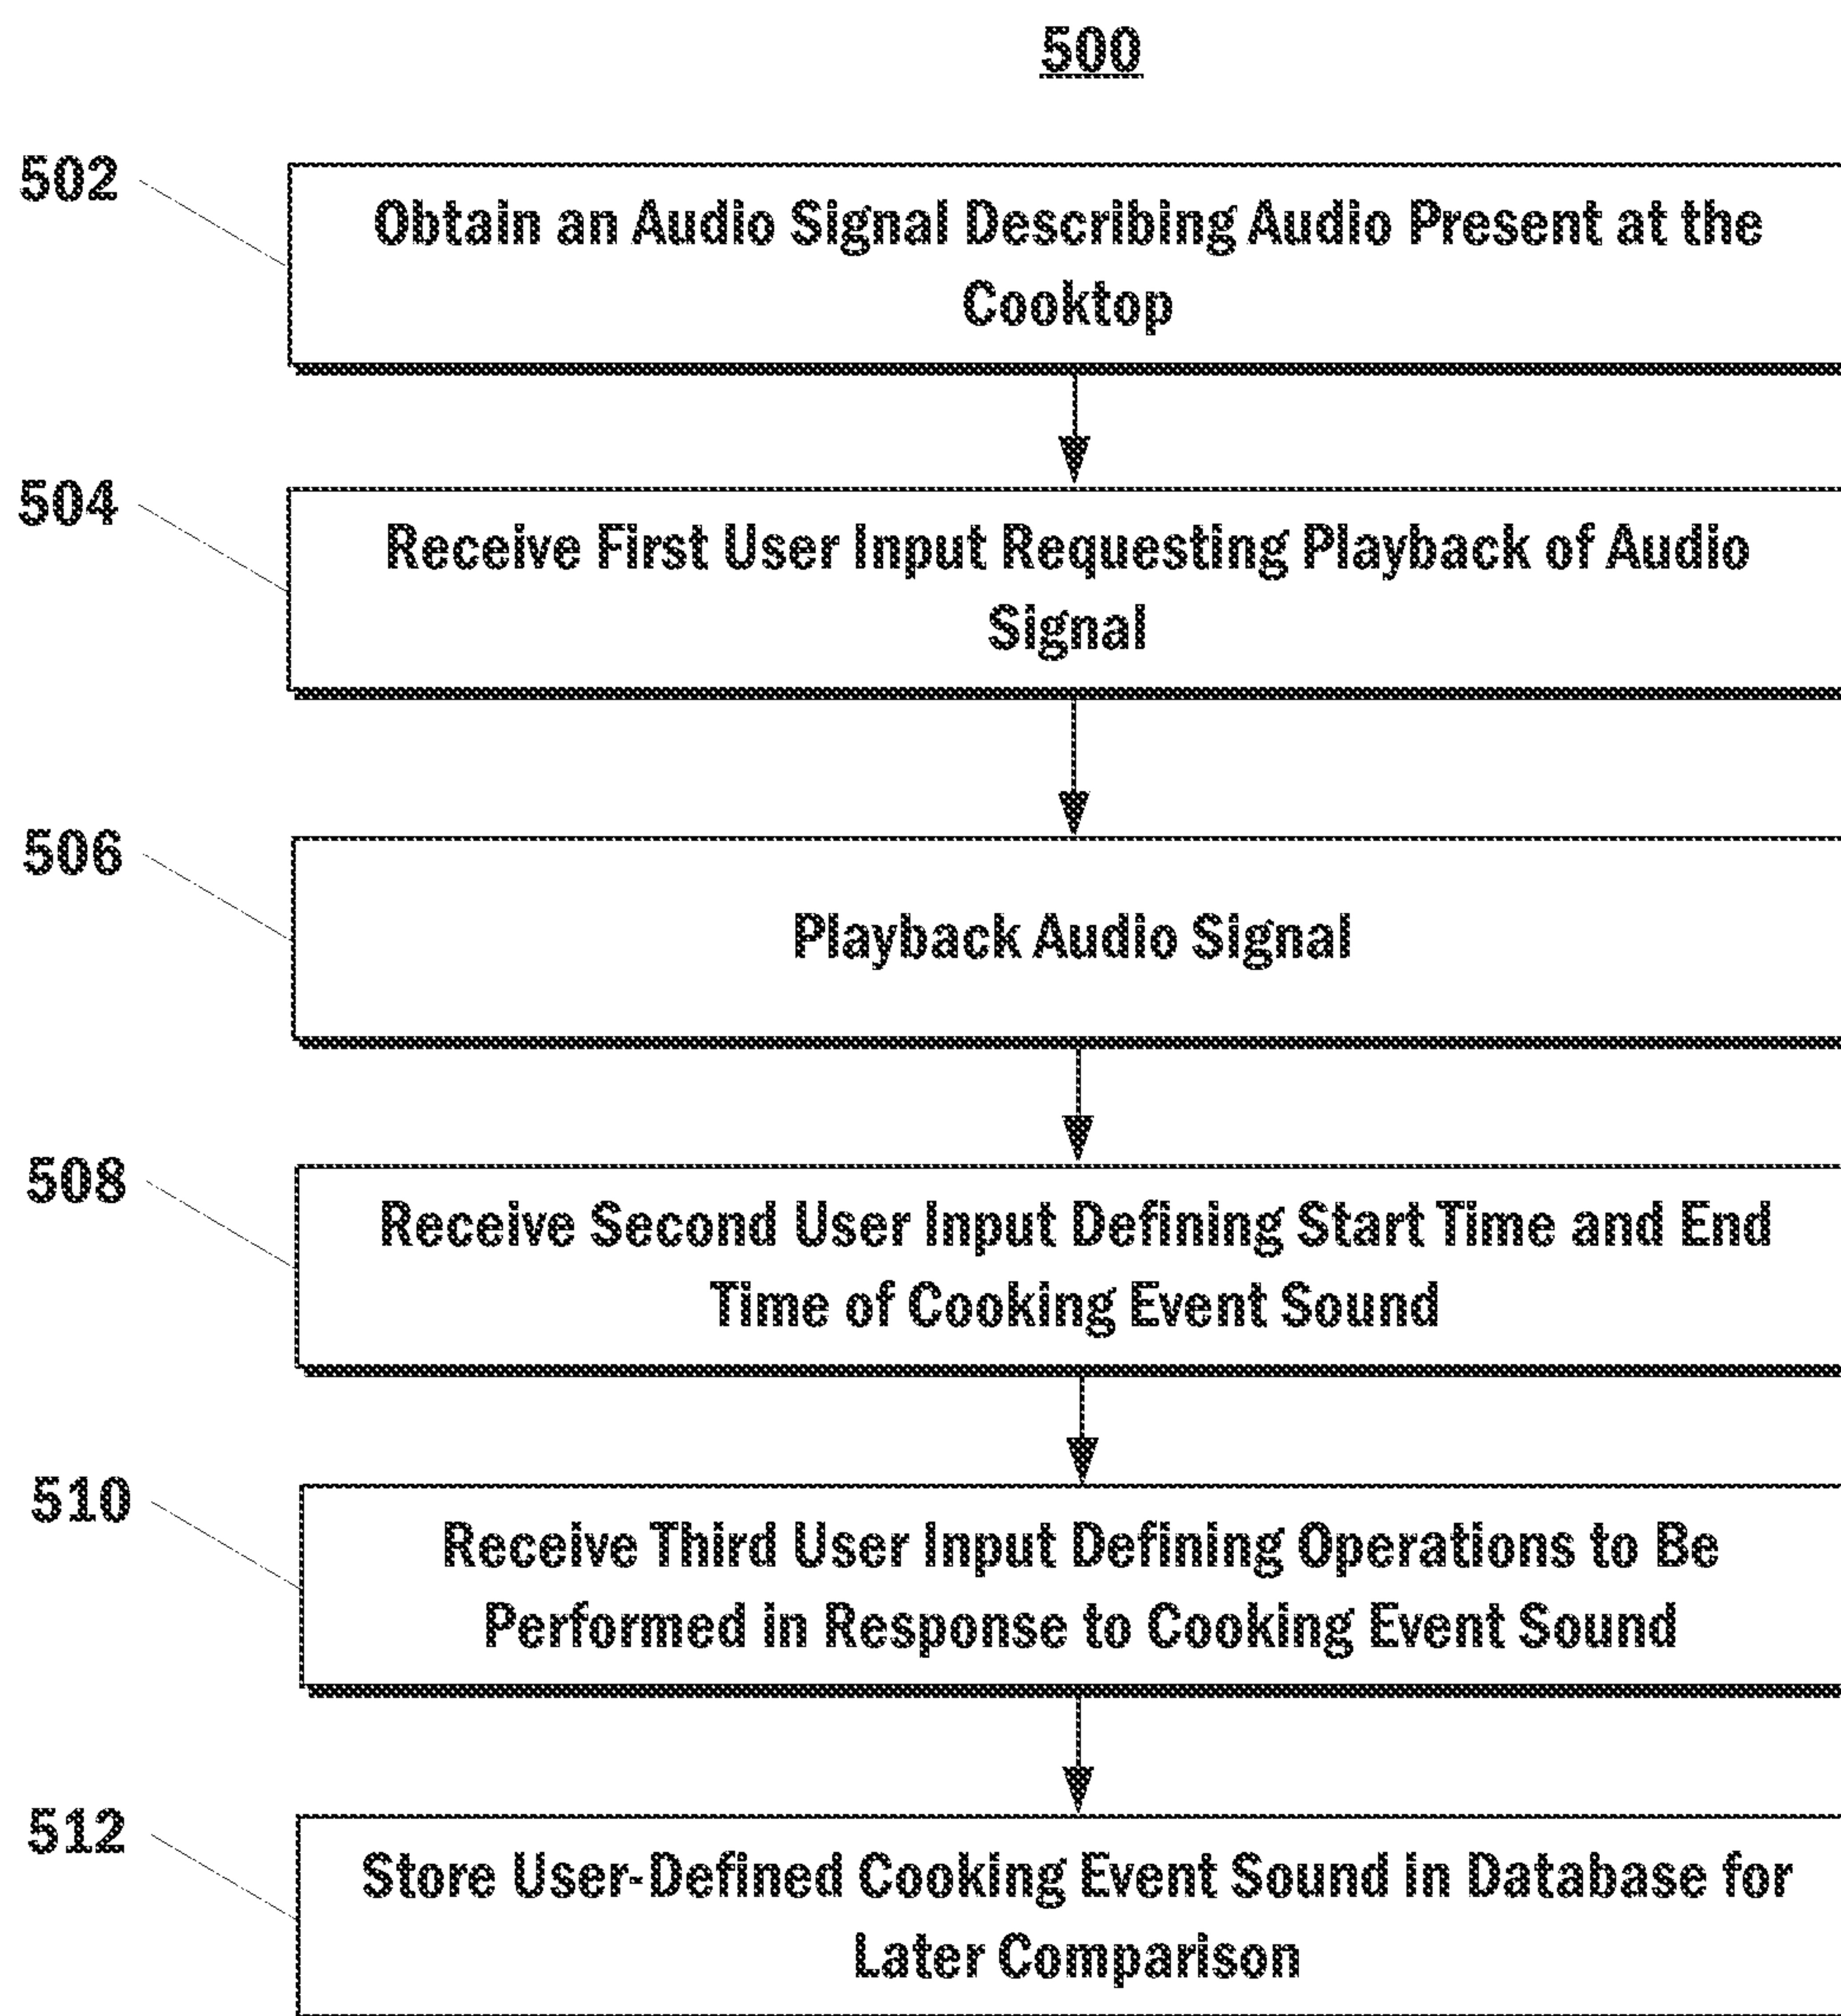 500
502
Obtain an Audio Signal Describing Audio Present at the
Cooktop
504
Receive First User Input Requesting Playback of Audio
Signal
506
Playback Audio Signal
508
Receive Second User Input Defining Start Time and End
Time of Cooking Event Sound
510
Receive Third User Input Defining Operations to Be
Performed in Response to Cooking Event Sound
512
Store User-Defined Cooking Event Sound in Database for
Later Comparison